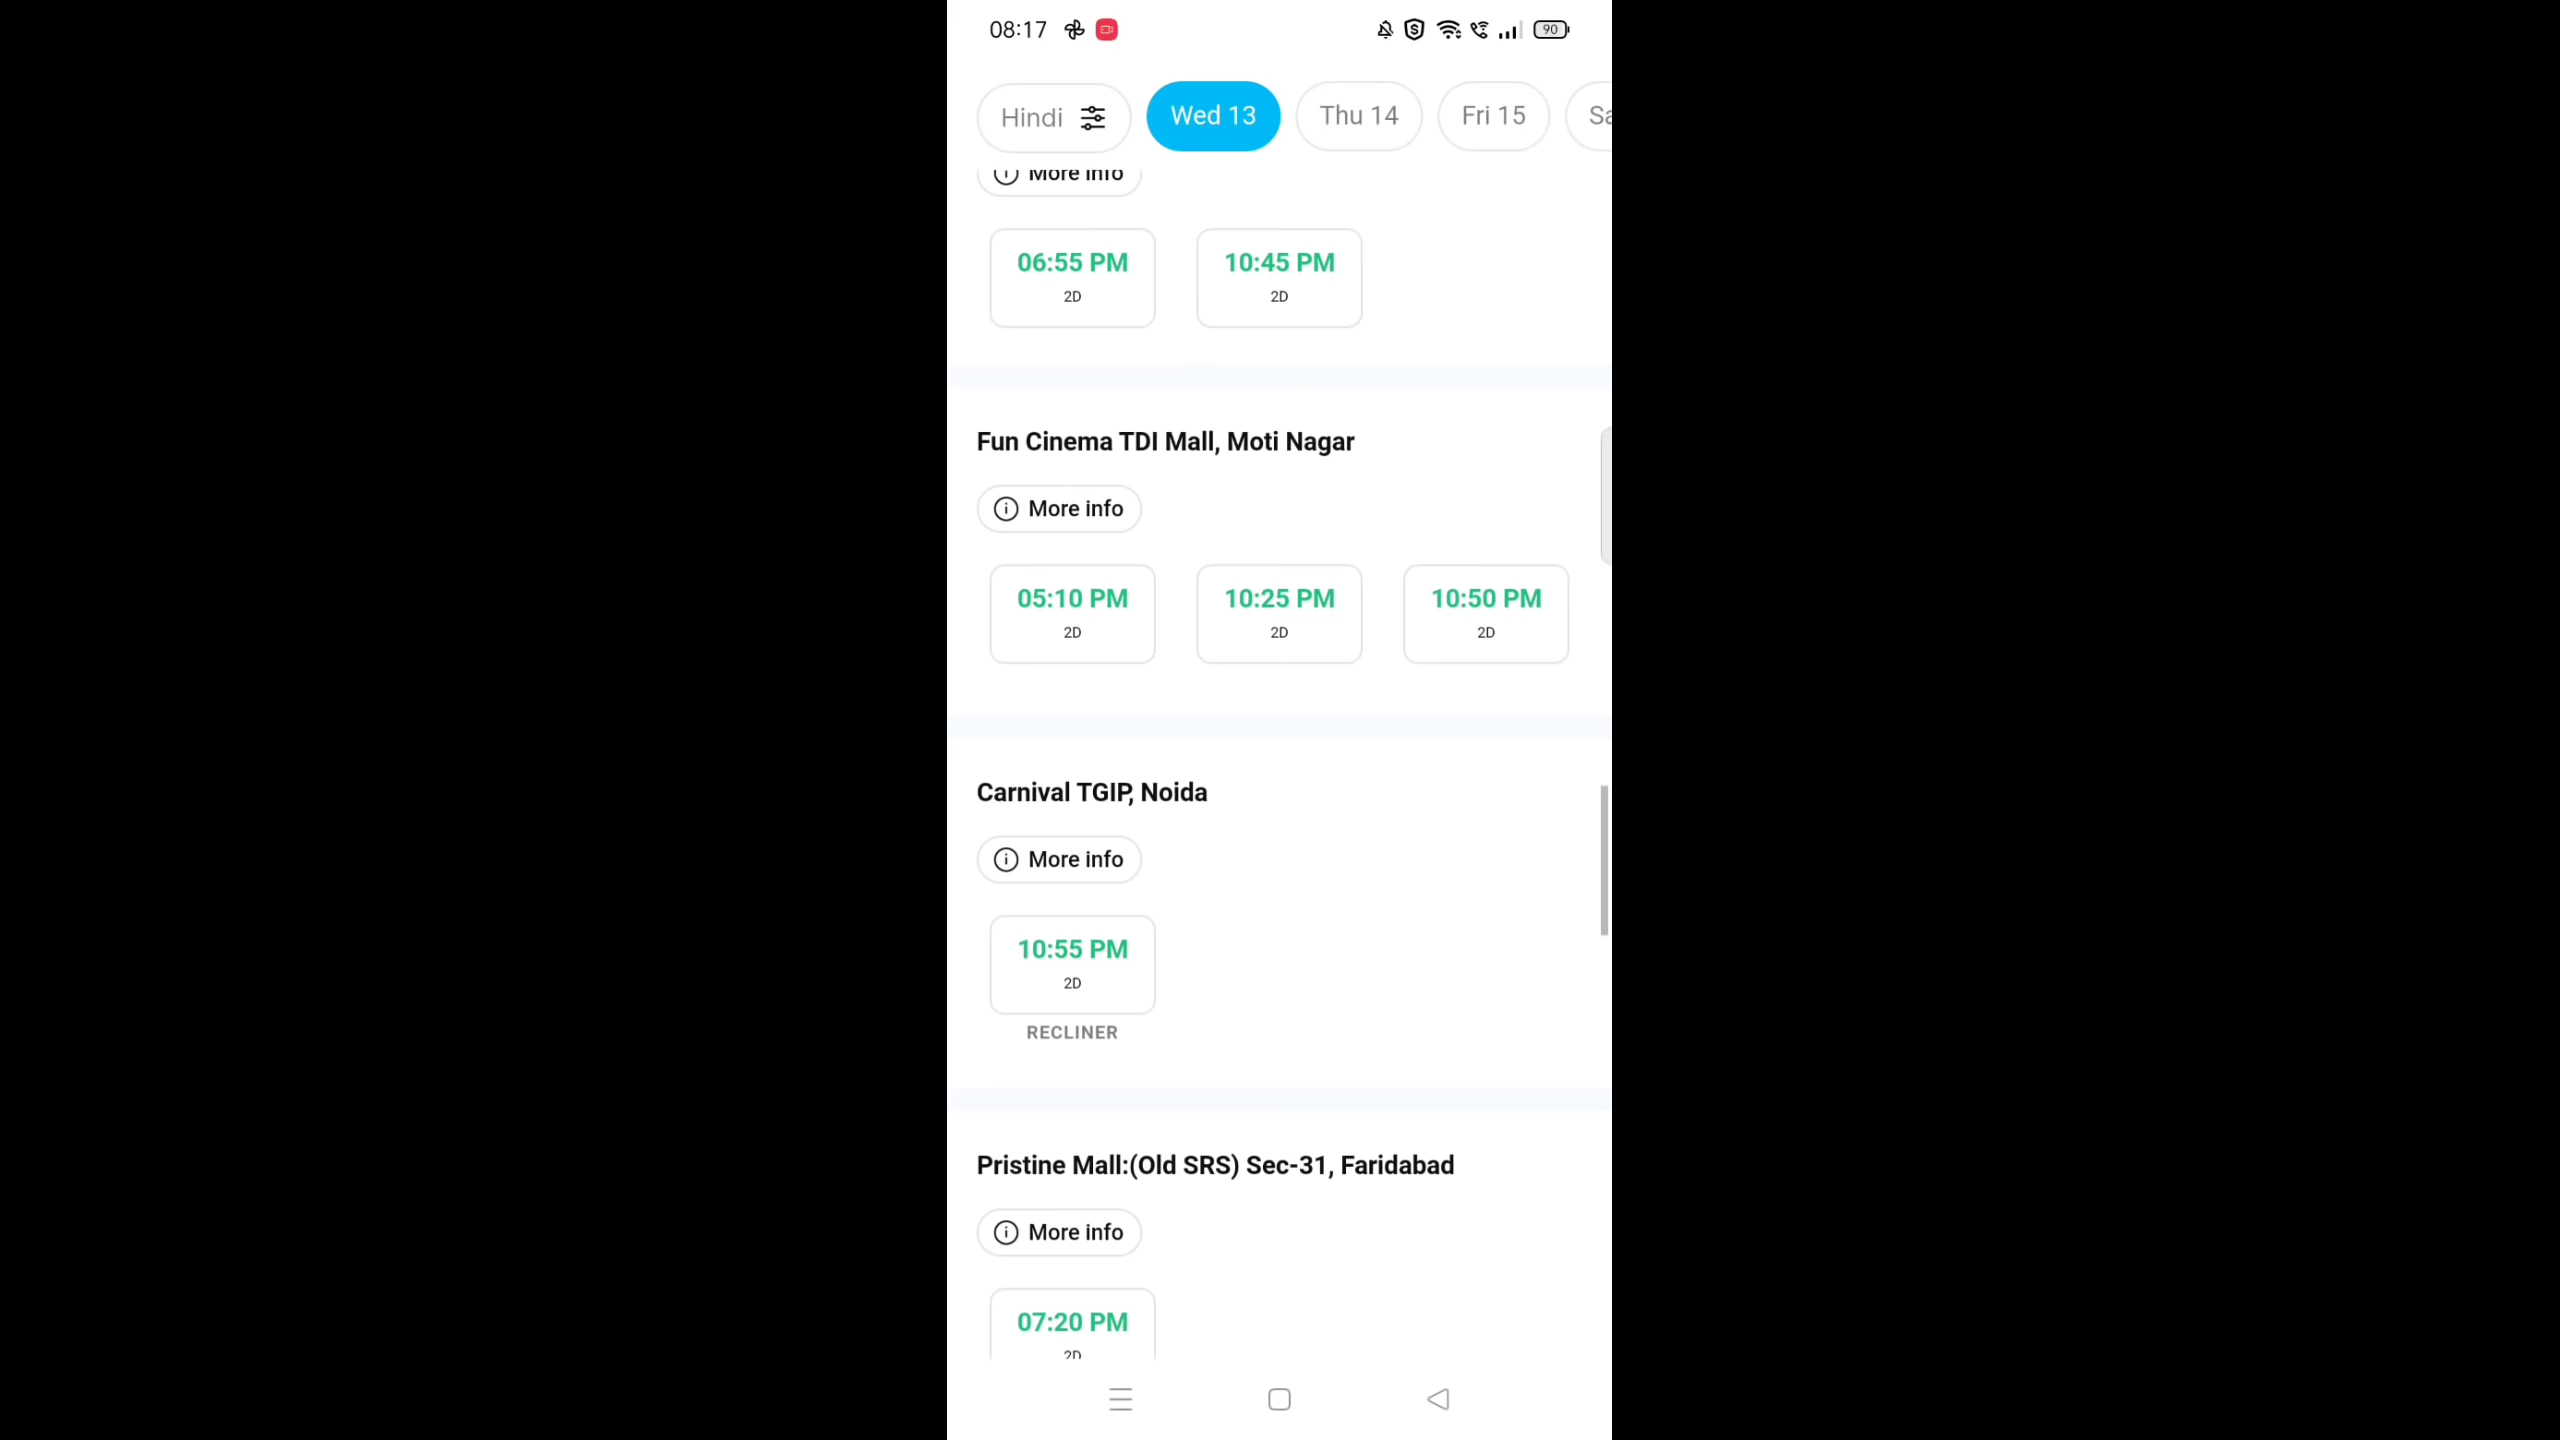 08:17
90
Hindi
Wed 13
Thu 14
Fri 15
Sa
More info
06:55 PM
2D
10:45 PM
2D
Fun Cinema TDI Mall, Moti Nagar
More info
05:10 PM
2D
10:25 PM
2D
10:50 PM
2D
Carnival TGIP, Noida
More info
10:55 PM
2D
RECLINER
Pristine Mall:(Old SRS) Sec-31, Faridabad
More info
07:20 PM
2D